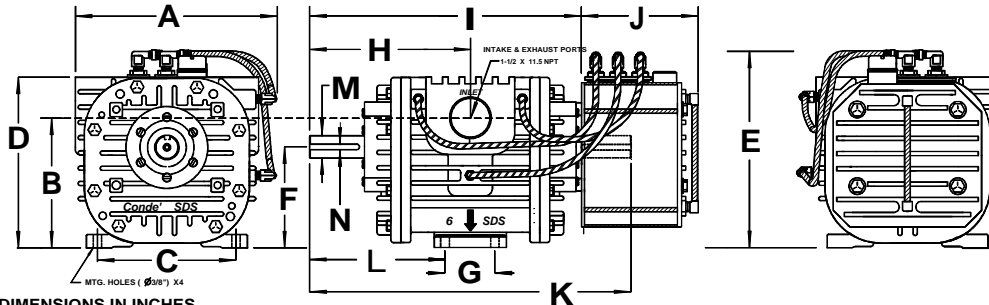 A
I
J
H
INTAKE & EXHAUST PORTS
1-1/2 X 11.5 NPT
M
INLET
D
B
E
F
N
Conde' SDS
6 SDS
C
L
G
K
MTG. HOLES ( Ø3/8") X4
DIMENSIONS IN INCHES